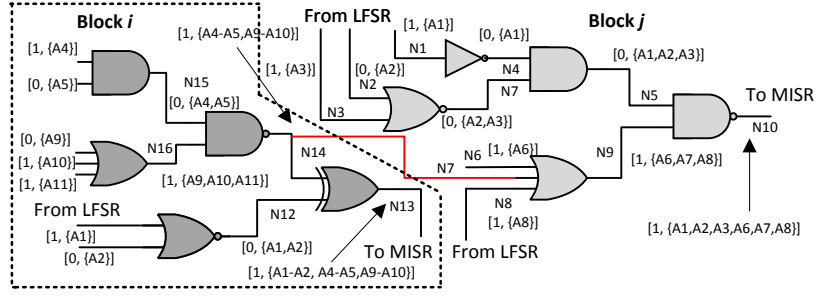 From LFSR
Block i
Block j
[1, {A4-A5,A9-A10}]
[1, {A1}]
[0, {A1}]
[1, {A4}]
N1
[0, {A1,A2,A3}]
[1, {A3}]
[0, {A2}]
N15
N2
N4
[0, {A5}]
N7
[0, {A4,A5}]
N3
N5
To MISR
[0, {A2,A3}]
N10
[0, {A9}]
N16
[1, {A10}]
N14
[1, {A6}]
N9
[1, {A6,A7,A8}]
N6
N7
[1, {A11}]
[1, {A9,A10,A11}]
N8
From LFSR
N12
N13
[1, {A8}]
[1, {A1}]
[1, {A1,A2,A3,A6,A7,A8}]
[0, {A1,A2}]
To MISR
From LFSR
[0, {A2}]
[1, {A1-A2, A4-A5,A9-A10}]